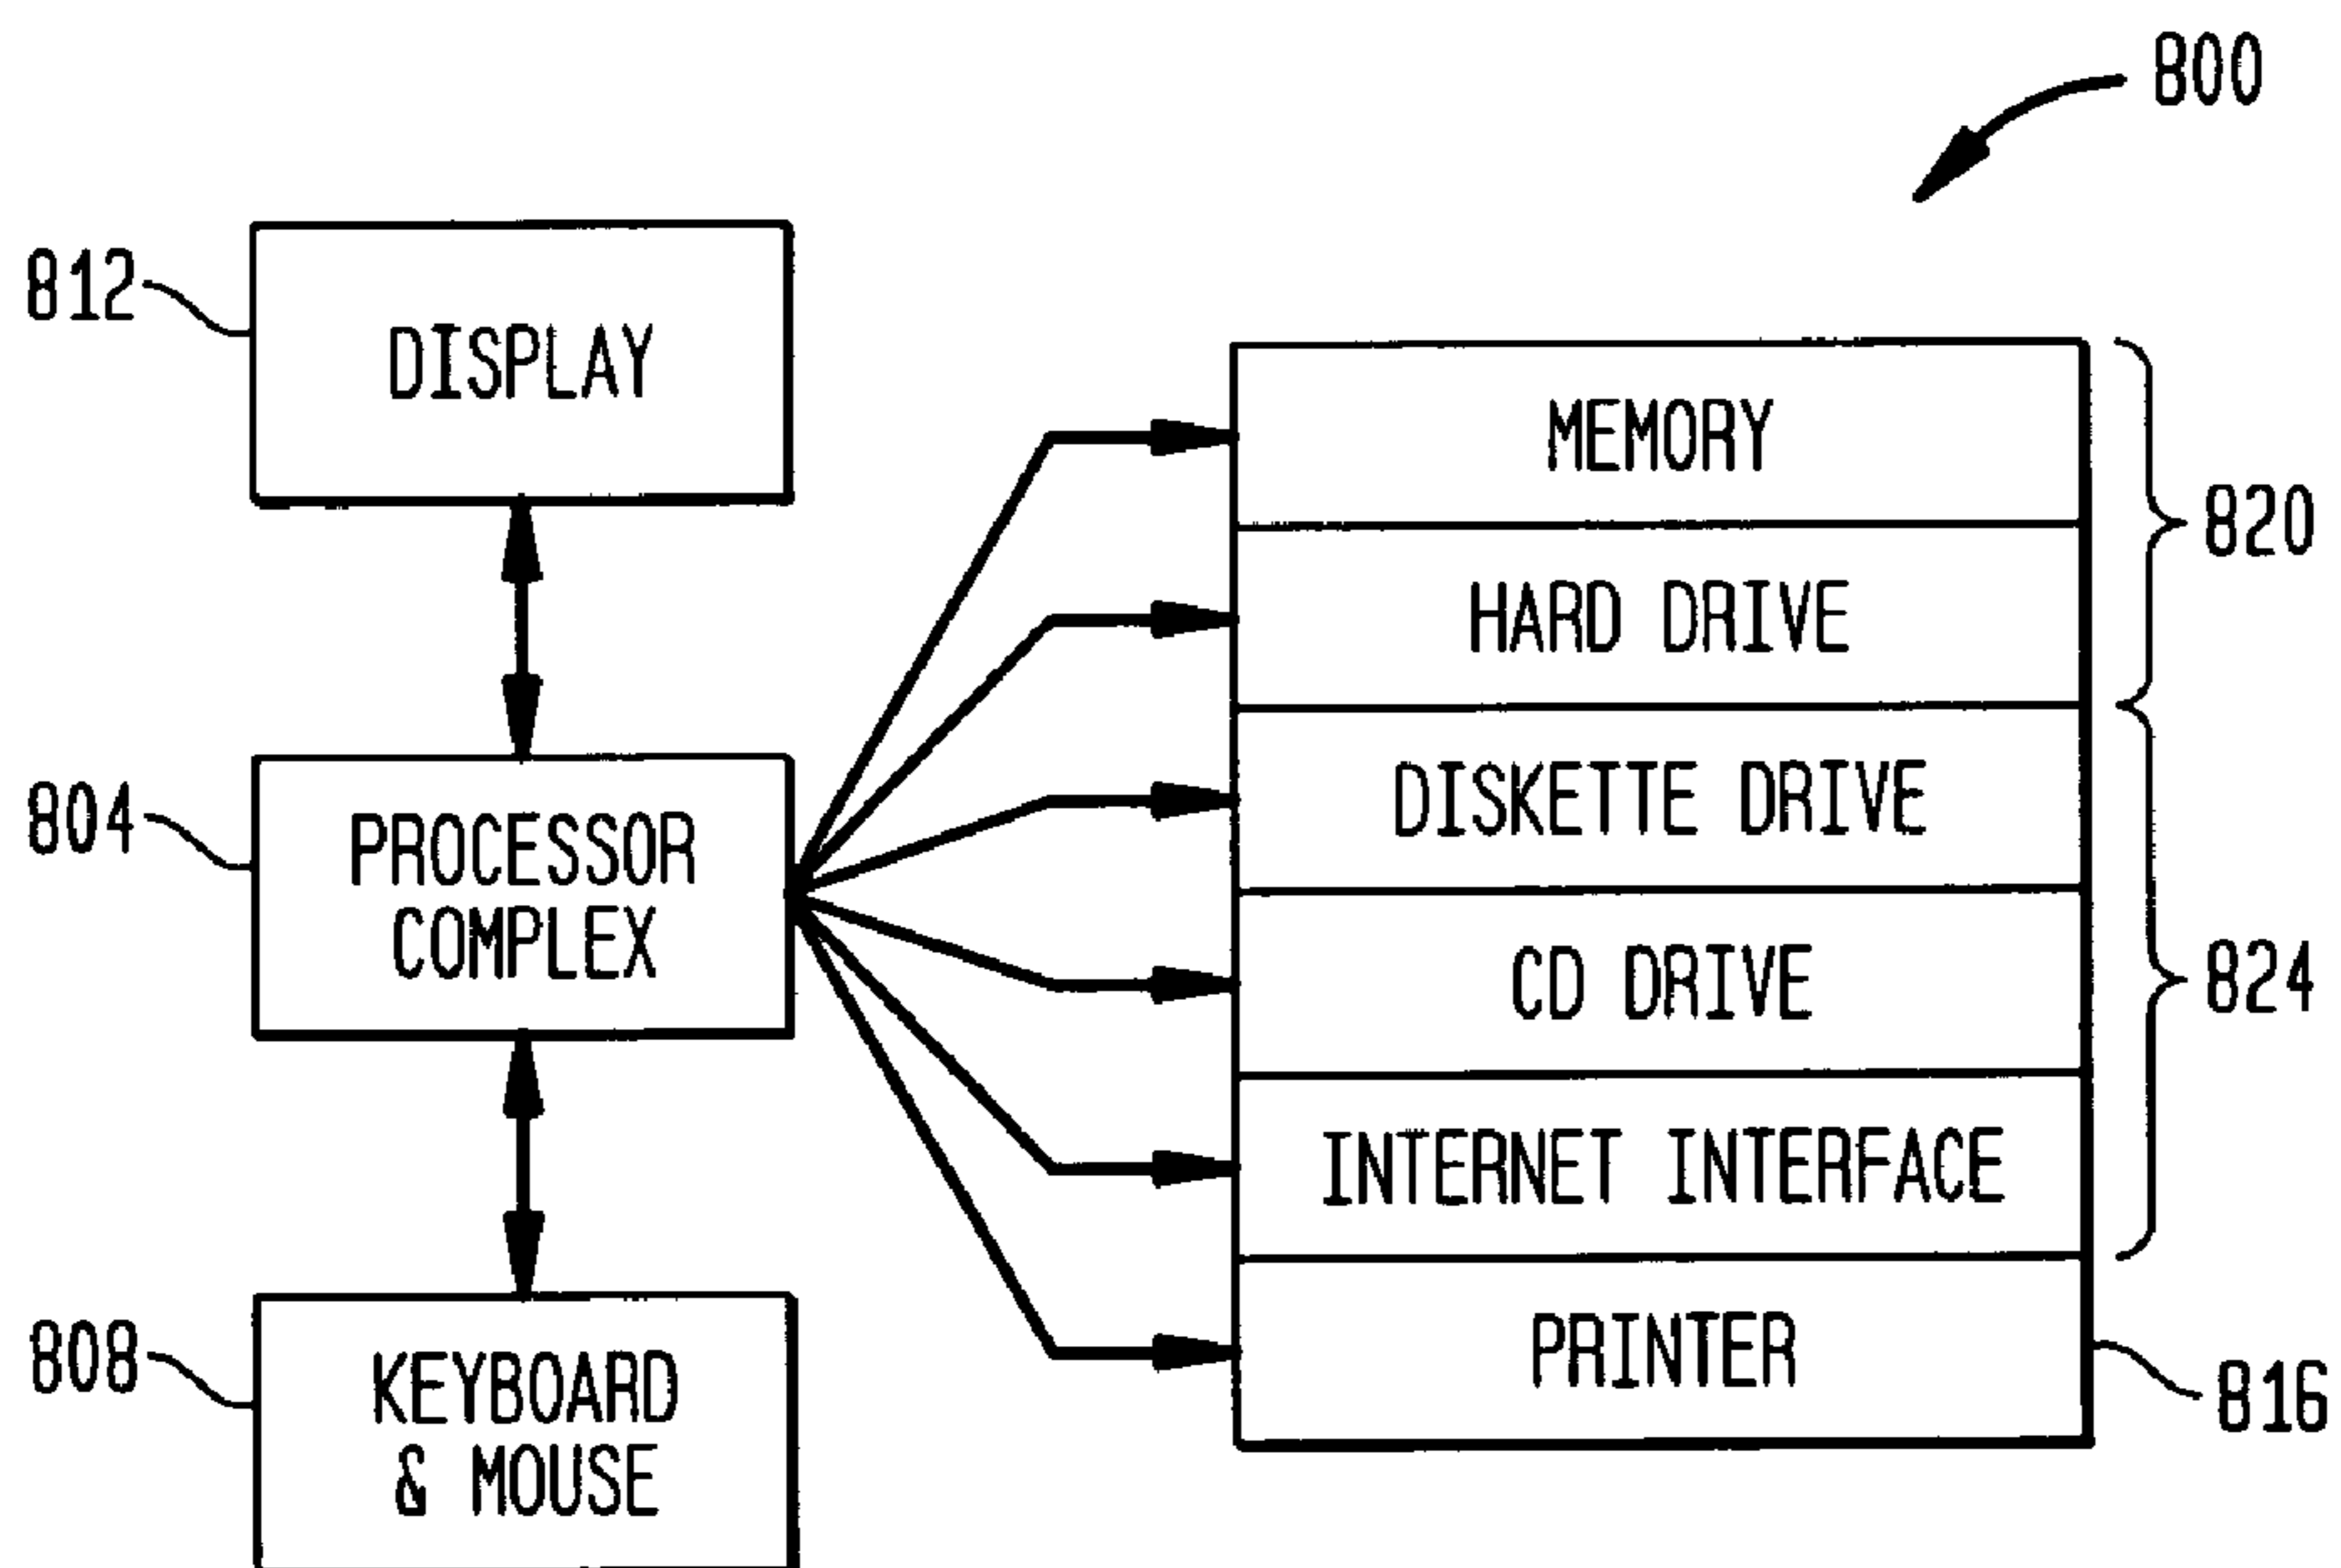 800
812
DISPLAY
MEMORY
820
HARD DRIVE
804
PROCESSOR
COMPLEX
DISKETTE DRIVE
CD DRIVE
824
INTERNET INTERFACE
808
KEYBOARD
& MOUSE
PRINTER
816